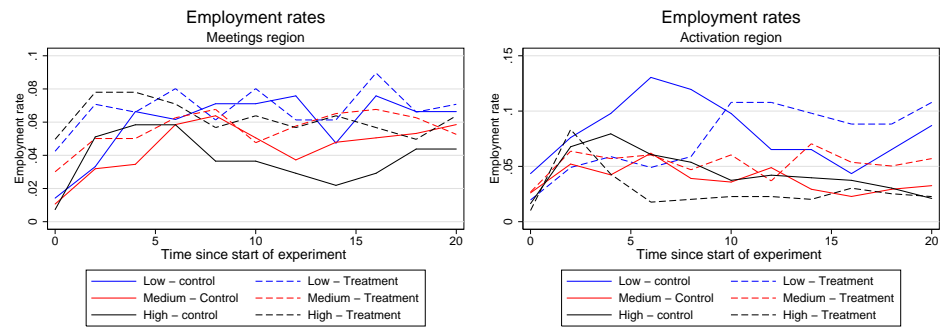 Employment rates
Meetings region
Employment rate
.1
.08
.06
.04
.02
0
0 5 10 15 20
Time since start of experiment
Low – control Low – Treatment
Medium – Control Medium – Treatment
High – control High – Treatment
Employment rates
Activation region
Employment rate
.15
.1
.05
0
0 5 10 15 20
Time since start of experiment
Low – control Low – Treatment
Medium – Control Medium – Treatment
High – control High – Treatment